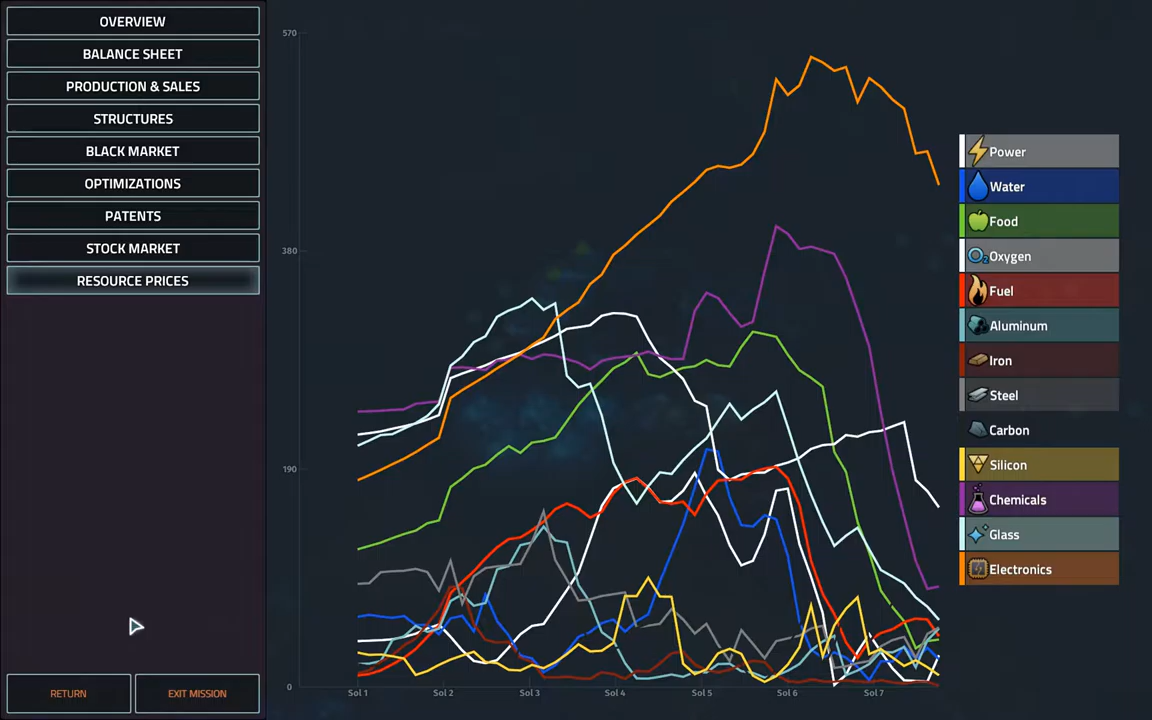 OVERVIEW
BALANCE SHEET
PRODUCTION & SALES
STRUCTURES
BLACK MARKET
OPTIMIZATIONS
PATENTS
STOCK MARKET
RESOURCE PRICES
RETURN
EXIT MISSION
570
380
190
0
Sol 1
Sol 2
Sol 3
Sol 4
Sol 5
Sol 6
Sol 7
Power
Water
Food
O2 Oxygen
Fuel
Aluminum
Iron
Steel
Carbon
Silicon
Chemicals
Glass
Electronics